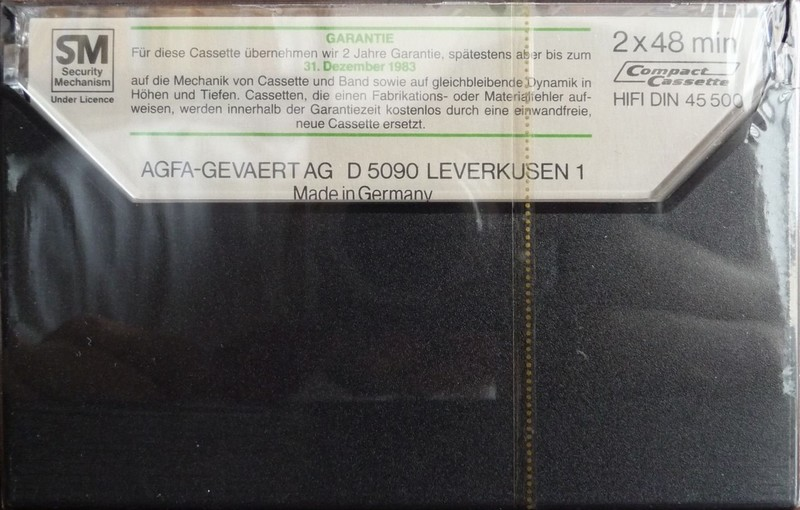 SM
Security
Mechanism
Under Licence
GARANTIE
Für diese Cassette übernehmen wir 2 Jahre Garantie, spätestens aber bis zum
31. Dezember 1983
auf die Mechanik von Cassette und Band sowie auf gleichbleibende Dynamik in
Höhen und Tiefen. Cassetten, die einen Fabrikations- oder Materialfehler auf-
weisen, werden innerhalb der Garantiezeit kostenlos durch eine einwandfreie,
neue Cassette ersetzt.
2 x 48 min
Compact
Cassette
HIFI DIN 45 500
AGFA-GEVAERT AG D 5090 LEVERKUSEN 1
Made in Germany